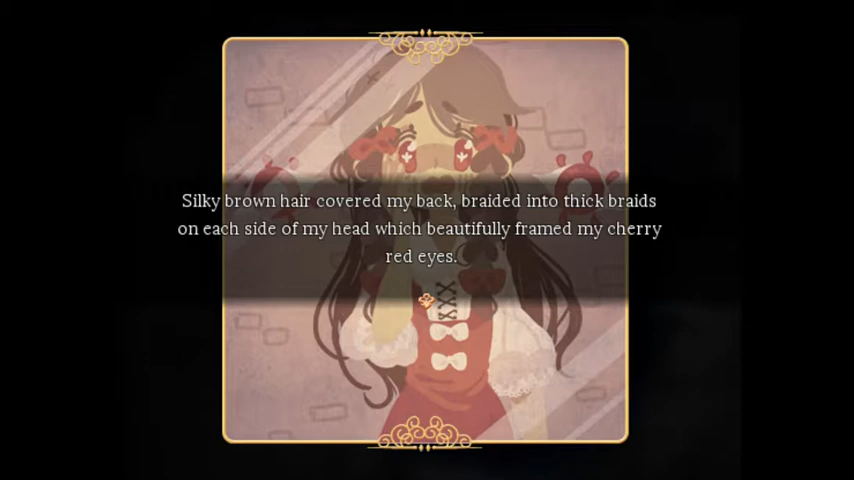 Silky brown hair covered my back, braided into thick braids
on each side of my head which beautifully framed my cherry
red eyes.